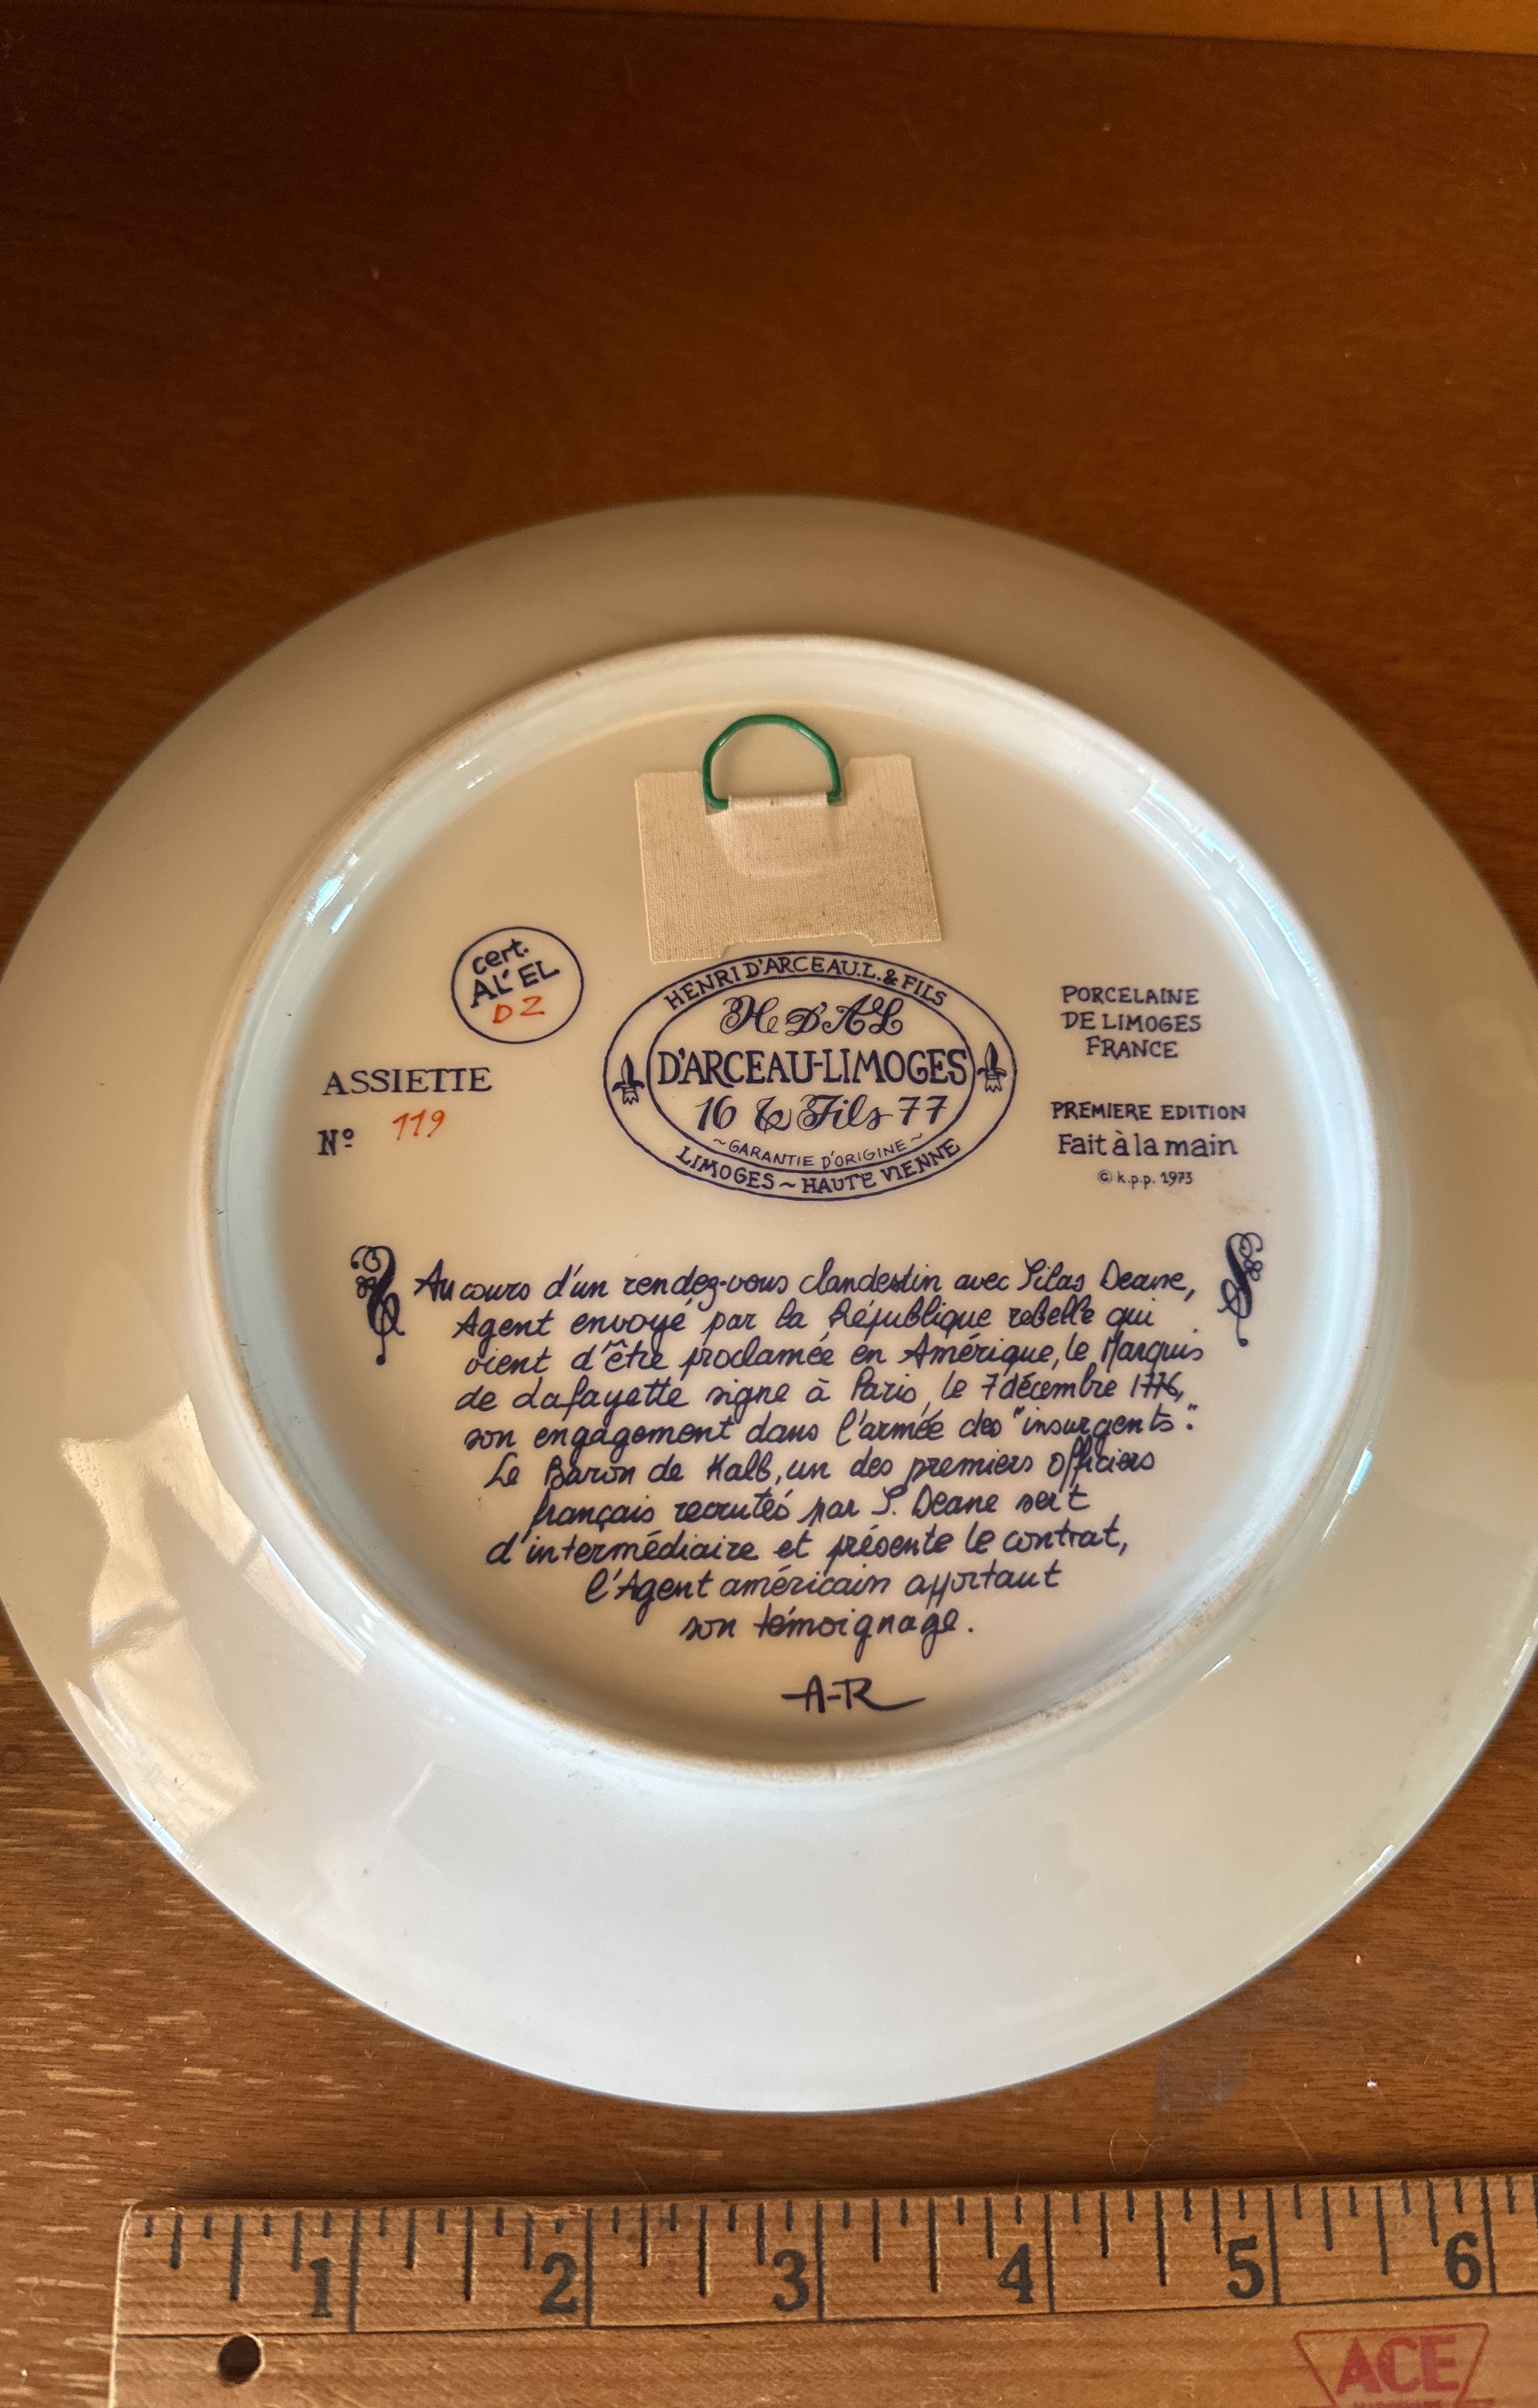 cert.
AL' EL
DZ
ASSIETTE
Nº 119
HENRI D'ARCEAU.L. & FILS
H D'A L
D'ARCEAU-LIMOGES
16 & Fils 77
~GARANTIE D'ORIGINE~
LIMOGES ~ HAUTE VIENNE
PORCELAINE
DE LIMOGES
FRANCE
PREMIERE EDITION
Fait à la main
© k.p.p. 1973
Au cours d'un rendez-vous clandestin avec Silas Deane,
Agent envoyé par la République rebelle qui
vient d'être proclamée en Amérique, le Marquis
de Lafayette signe à Paris, le 7 décembre 1776,
son engagement dans l'armée des "insurgents".
Le Baron de Kalb, un des premiers officiers
français recrutés par S. Deane sert
d'intermédiaire et présente le contrat,
l'Agent américain apportant
son témoignage.
A-R
1 2 3 4 5 6
ACE